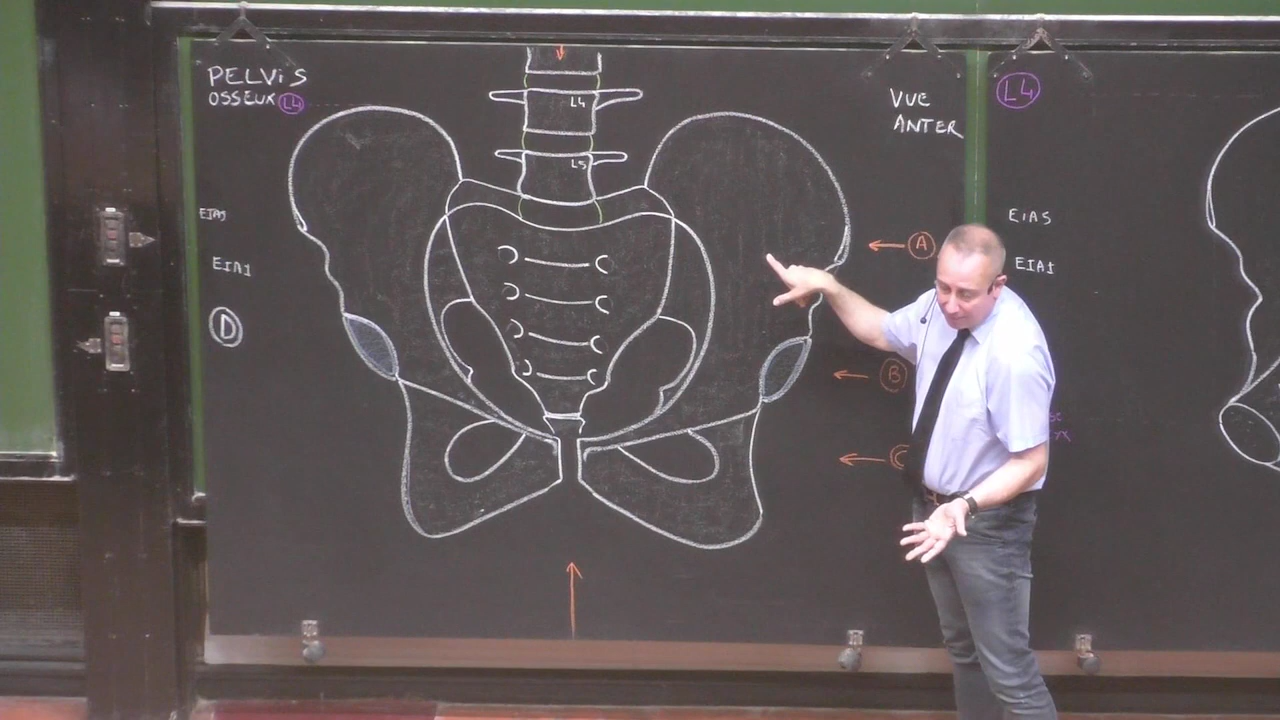 PELViS
OSSEUX L4
L4
L5
VUE
ANTER
L4
EIAS
EIAI
D
A
B
C
EiAS
EIAI